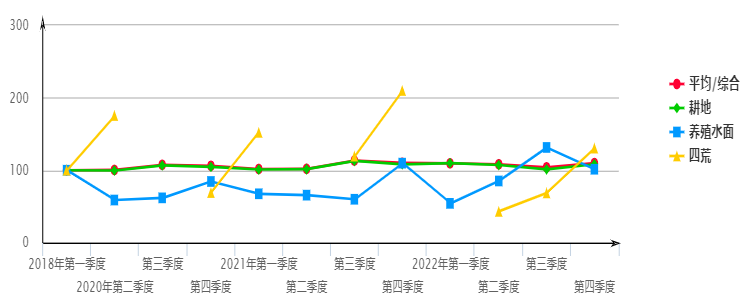 300
200
100
0
2018年第一季度
第三季度
2021年第一季度
第三季度
2022年第一季度
第三季度
2020年第二季度
第四季度
第二季度
第四季度
第二季度
第四季度
平均/综合
耕地
养殖水面
四荒